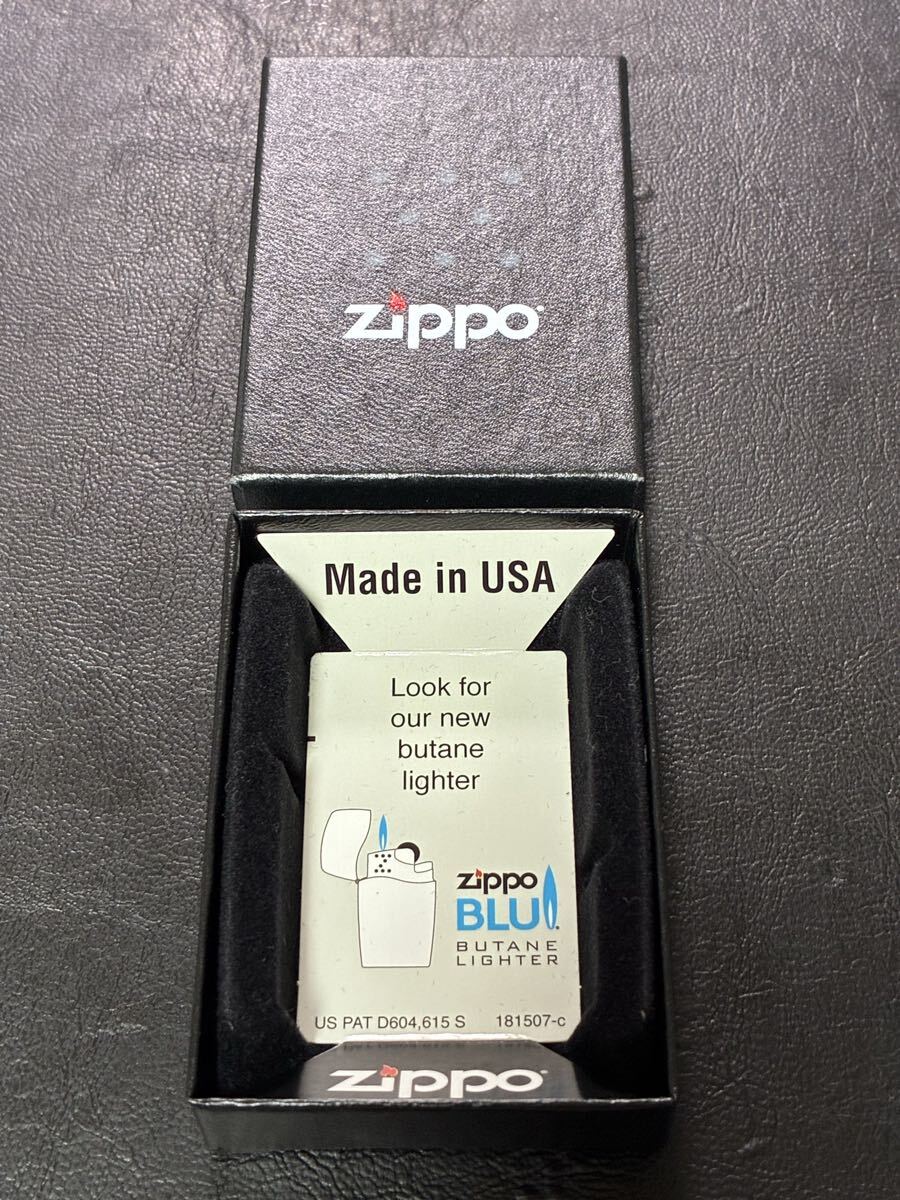 zippo
Made in USA
Look for
our new
butane
lighter
zippo
BLU
BUTANE
LIGHTER
US PAT D604,615 S 181507-c
zippo